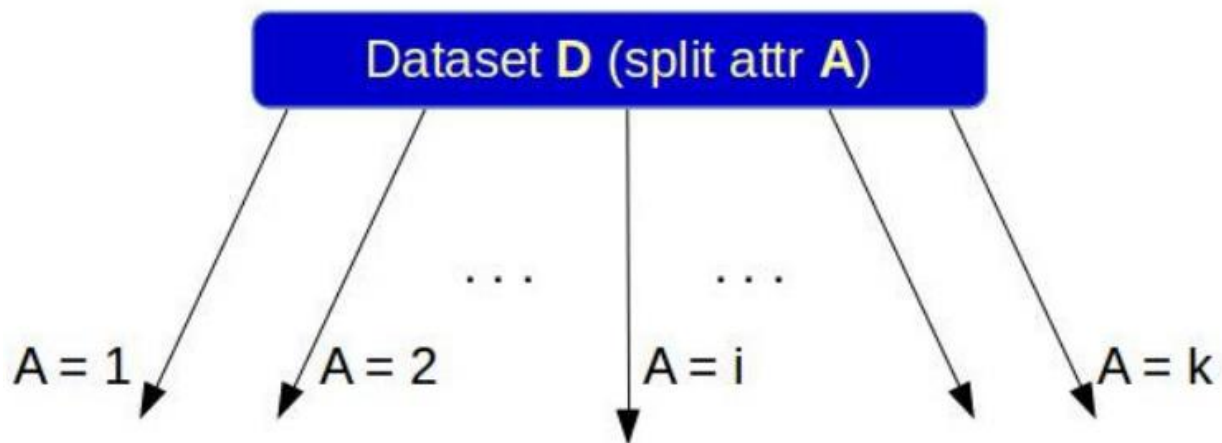 Dataset D (split attr A)
. . . . . .
A = 1 A = 2 A = i A = k